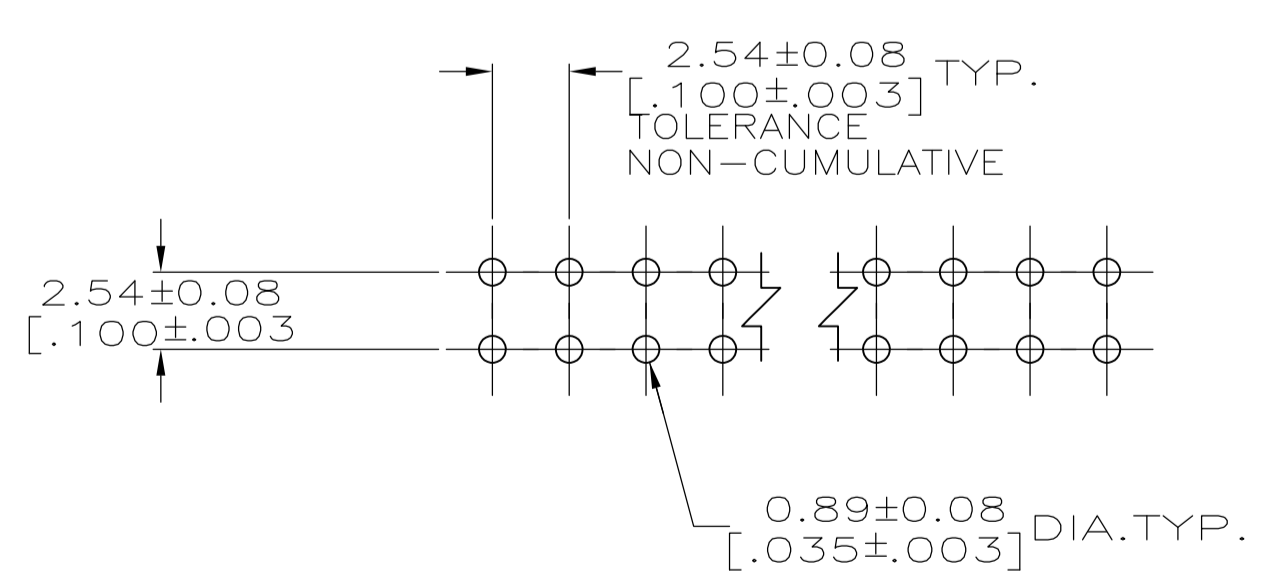 2.54±0.08
[.100±.003] TYP.
TOLERANCE
NON-CUMULATIVE
2.54±0.08
[.100±.003
0.89±0.08
[.035±.003] DIA.TYP.